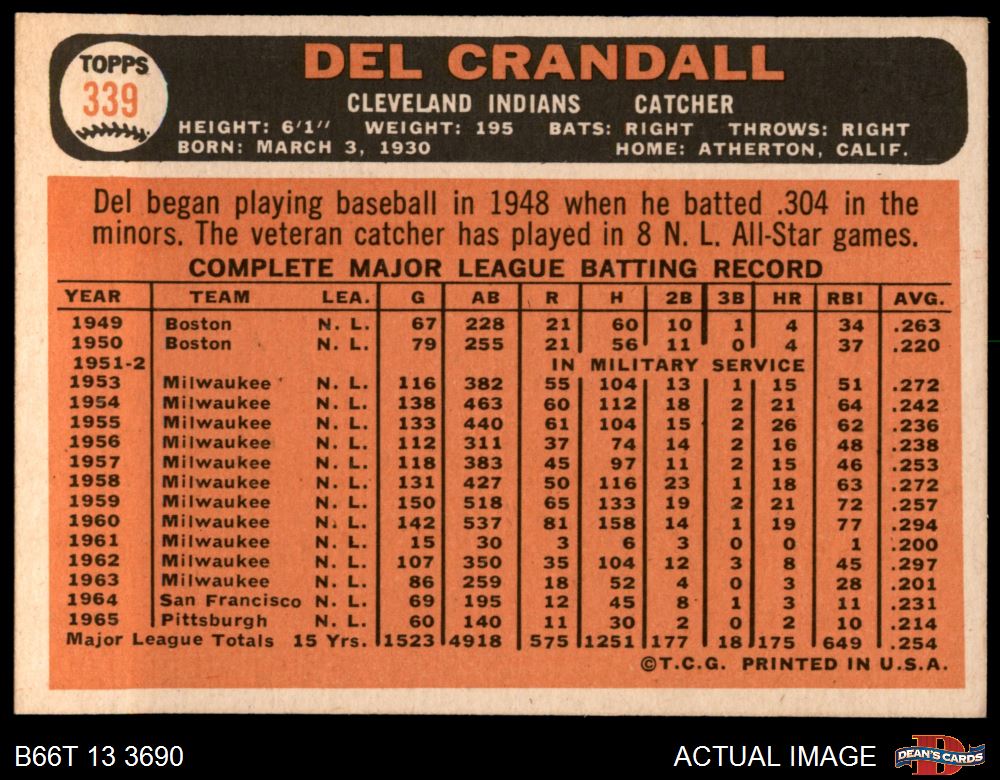 TOPPS
339
DEL CRANDALL
CLEVELAND INDIANS CATCHER
HEIGHT: 6'1" WEIGHT: 195 BATS: RIGHT THROWS: RIGHT
BORN: MARCH 3, 1930 HOME: ATHERTON, CALIF.
Del began playing baseball in 1948 when he batted .304 in the
minors. The veteran catcher has played in 8 N. L. All-Star games.
COMPLETE MAJOR LEAGUE BATTING RECORD
YEAR TEAM LEA. G AB R H 2B 3B HR RBI AVG.
1949 Boston N. L. 67 228 21 60 10 1 4 34 .263
1950 Boston N. L. 79 255 21 56 11 0 4 37 .220
1951-2 IN MILITARY SERVICE
1953 Milwaukee N. L. 116 382 55 104 13 1 15 51 .272
1954 Milwaukee N. L. 138 463 60 112 18 2 21 64 .242
1955 Milwaukee N. L. 133 440 61 104 15 2 26 62 .236
1956 Milwaukee N. L. 112 311 37 74 14 2 16 48 .238
1957 Milwaukee N. L. 118 383 45 97 11 2 15 46 .253
1958 Milwaukee N. L. 131 427 50 116 23 1 18 63 .272
1959 Milwaukee N. L. 150 518 65 133 19 2 21 72 .257
1960 Milwaukee N. L. 142 537 81 158 14 1 19 77 .294
1961 Milwaukee N. L. 15 30 3 6 3 0 0 1 .200
1962 Milwaukee N. L. 107 350 35 104 12 3 8 45 .297
1963 Milwaukee N. L. 86 259 18 52 4 0 3 28 .201
1964 San Francisco N. L. 69 195 12 45 8 1 3 11 .231
1965 Pittsburgh N. L. 60 140 11 30 2 0 2 10 .214
Major League Totals 15 Yrs. 1523 4918 575 1251 177 18 175 649 .254
©T.C.G. PRINTED IN U.S.A.
B66T 13 3690 ACTUAL IMAGE DEAN'S CARDS